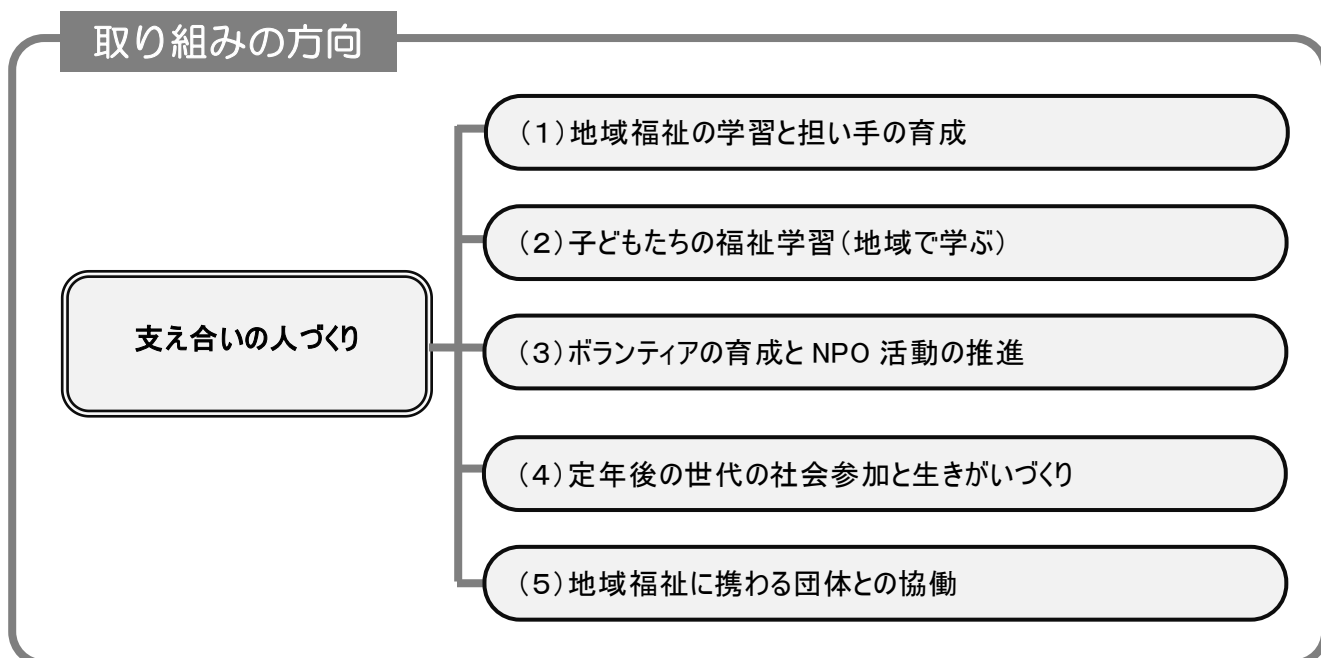 取り組みの方向
（１）地域福祉の学習と担い手の育成
（２）子どもたちの福祉学習（地域で学ぶ）
支え合いの人づくり
（３）ボランティアの育成と NPO 活動の推進
（４）定年後の世代の社会参加と生きがいづくり
（５）地域福祉に携わる団体との協働